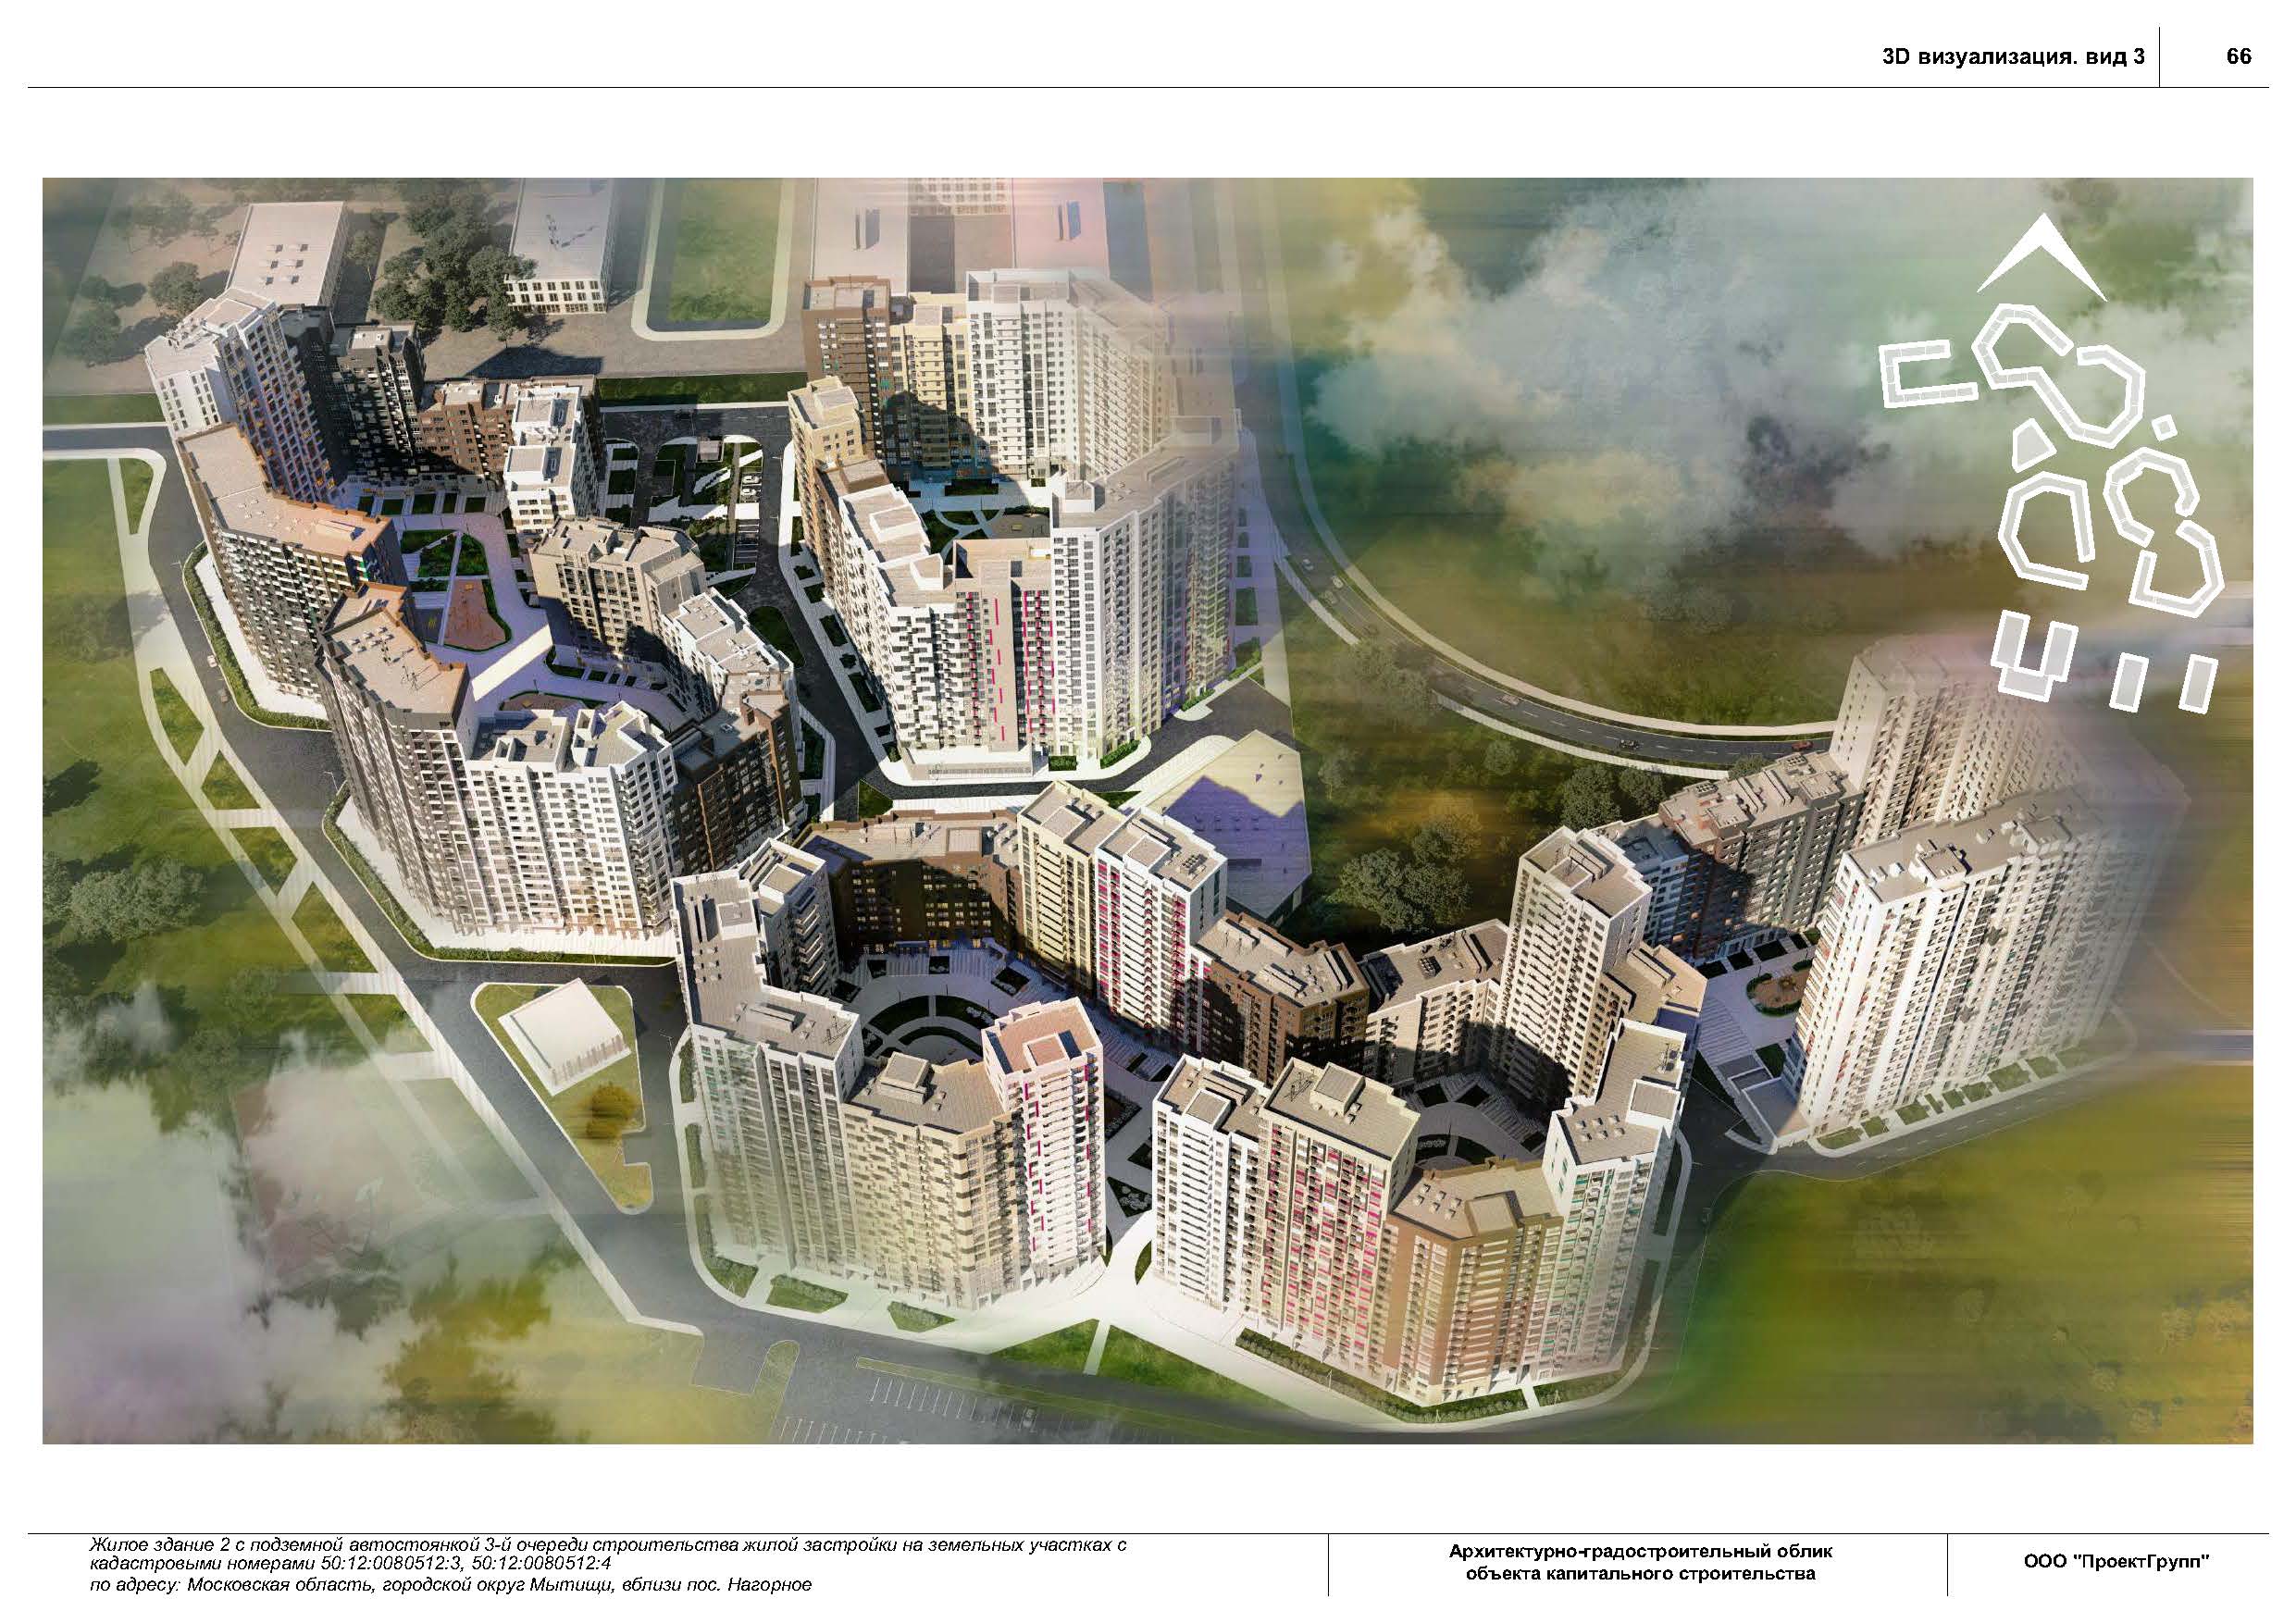 3D визуализация. вид 3
66
Жилое здание 2 с подземной автостоянкой 3-й очереди строительства жилой застройки на земельных участках с
кадастровыми номерами 50:12:0080512:3, 50:12:0080512:4
по адресу: Московская область, городской округ Мытищи, вблизи пос. Нагорное
Архитектурно-градостроительный облик
объекта капитального строительства
ООО "ПроектГрупп"